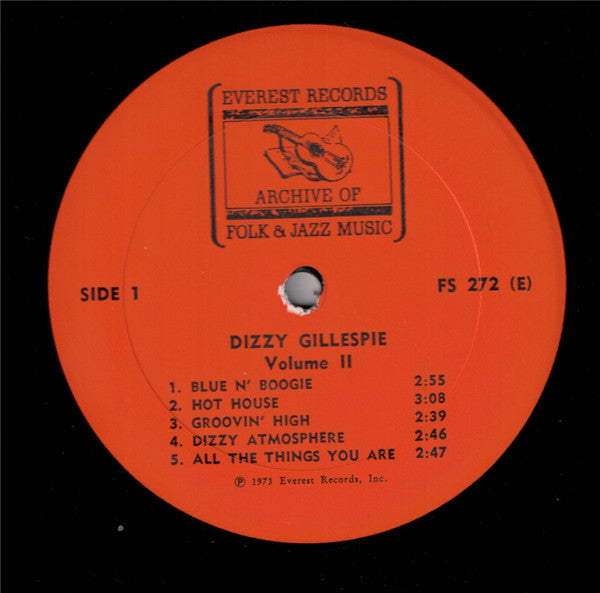 EVEREST RECORDS
ARCHIVE OF
FOLK & JAZZ MUSIC
SIDE 1
FS 272 (E)
DIZZY GILLESPIE
Volume II
1. BLUE N' BOOGIE 2:55
2. HOT HOUSE 3:08
3. GROOVIN' HIGH 2:39
4. DIZZY ATMOSPHERE 2:46
5. ALL THE THINGS YOU ARE 2:47
℗ 1973 Everest Records, Inc.